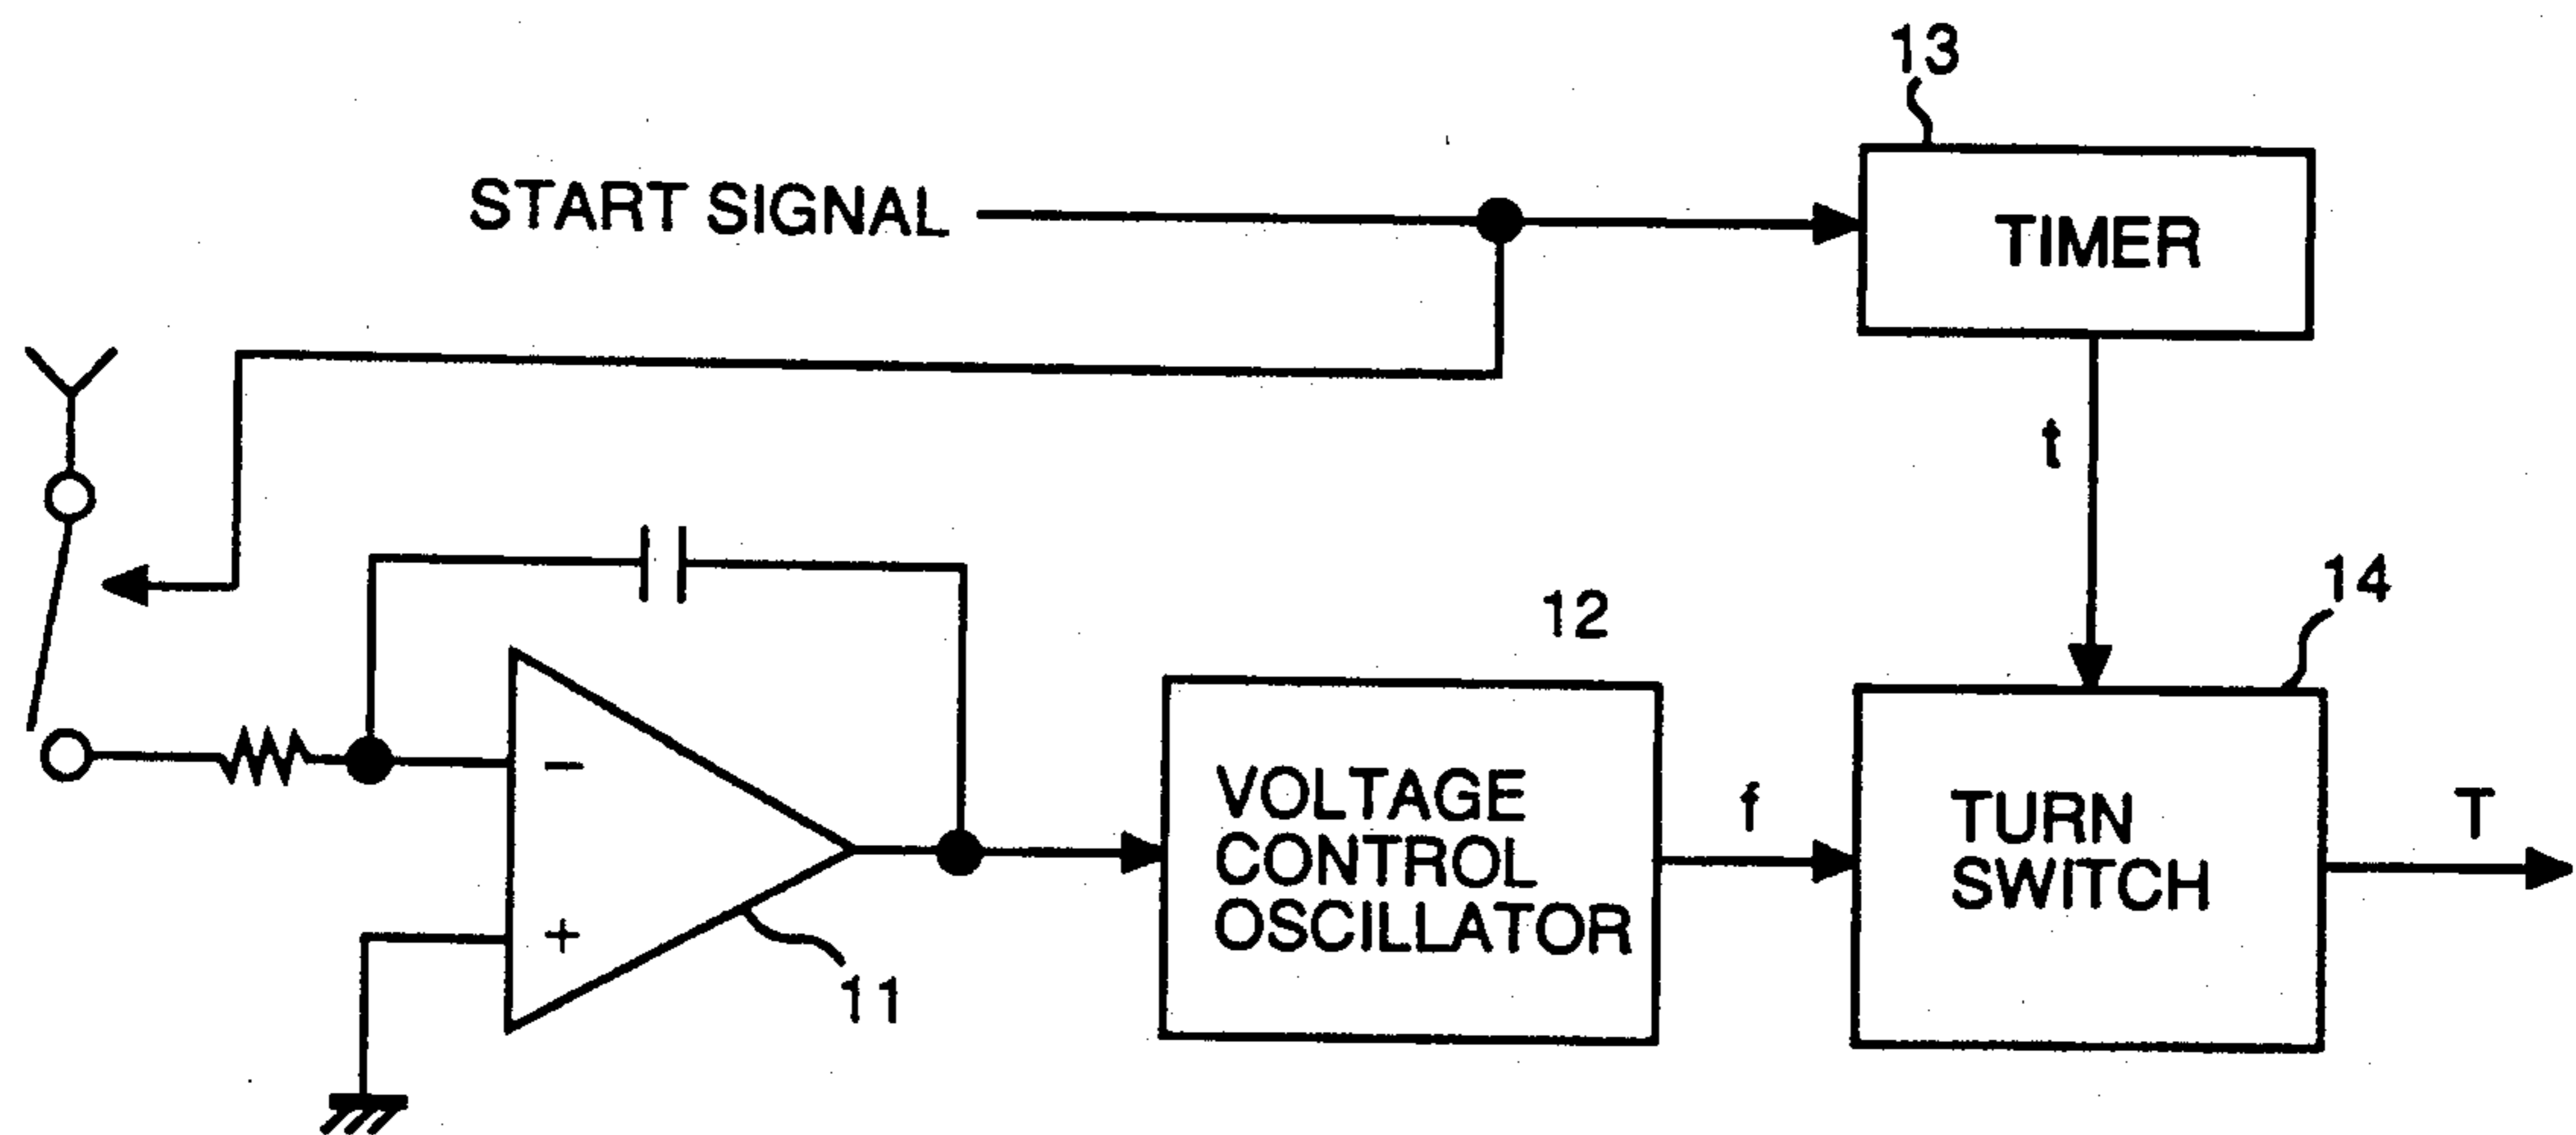 13
START SIGNAL
TIMER
t
12
14
VOLTAGE
CONTROL
OSCILLATOR
f
TURN
SWITCH
T
−
+
11